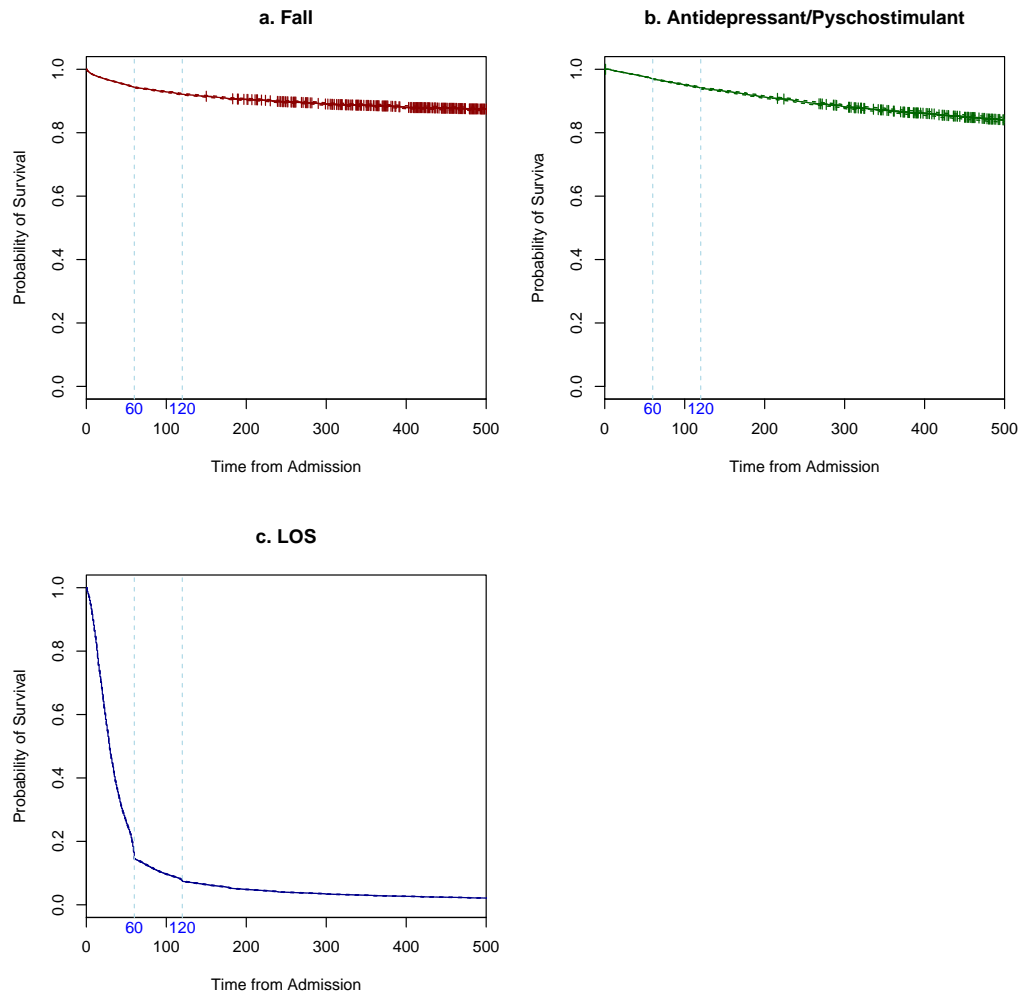 a. Fall
Probability of Survival
1.0
0.8
0.6
0.4
0.2
0.0
60 120
0 100 200 300 400 500
Time from Admission
b. Antidepressant/Pyschostimulant
Probability of Surviva
1.0
0.8
0.6
0.4
0.2
0.0
60 120
0 100 200 300 400 500
Time from Admission
c. LOS
Probability of Survival
1.0
0.8
0.6
0.4
0.2
0.0
60 120
0 100 200 300 400 500
Time from Admission